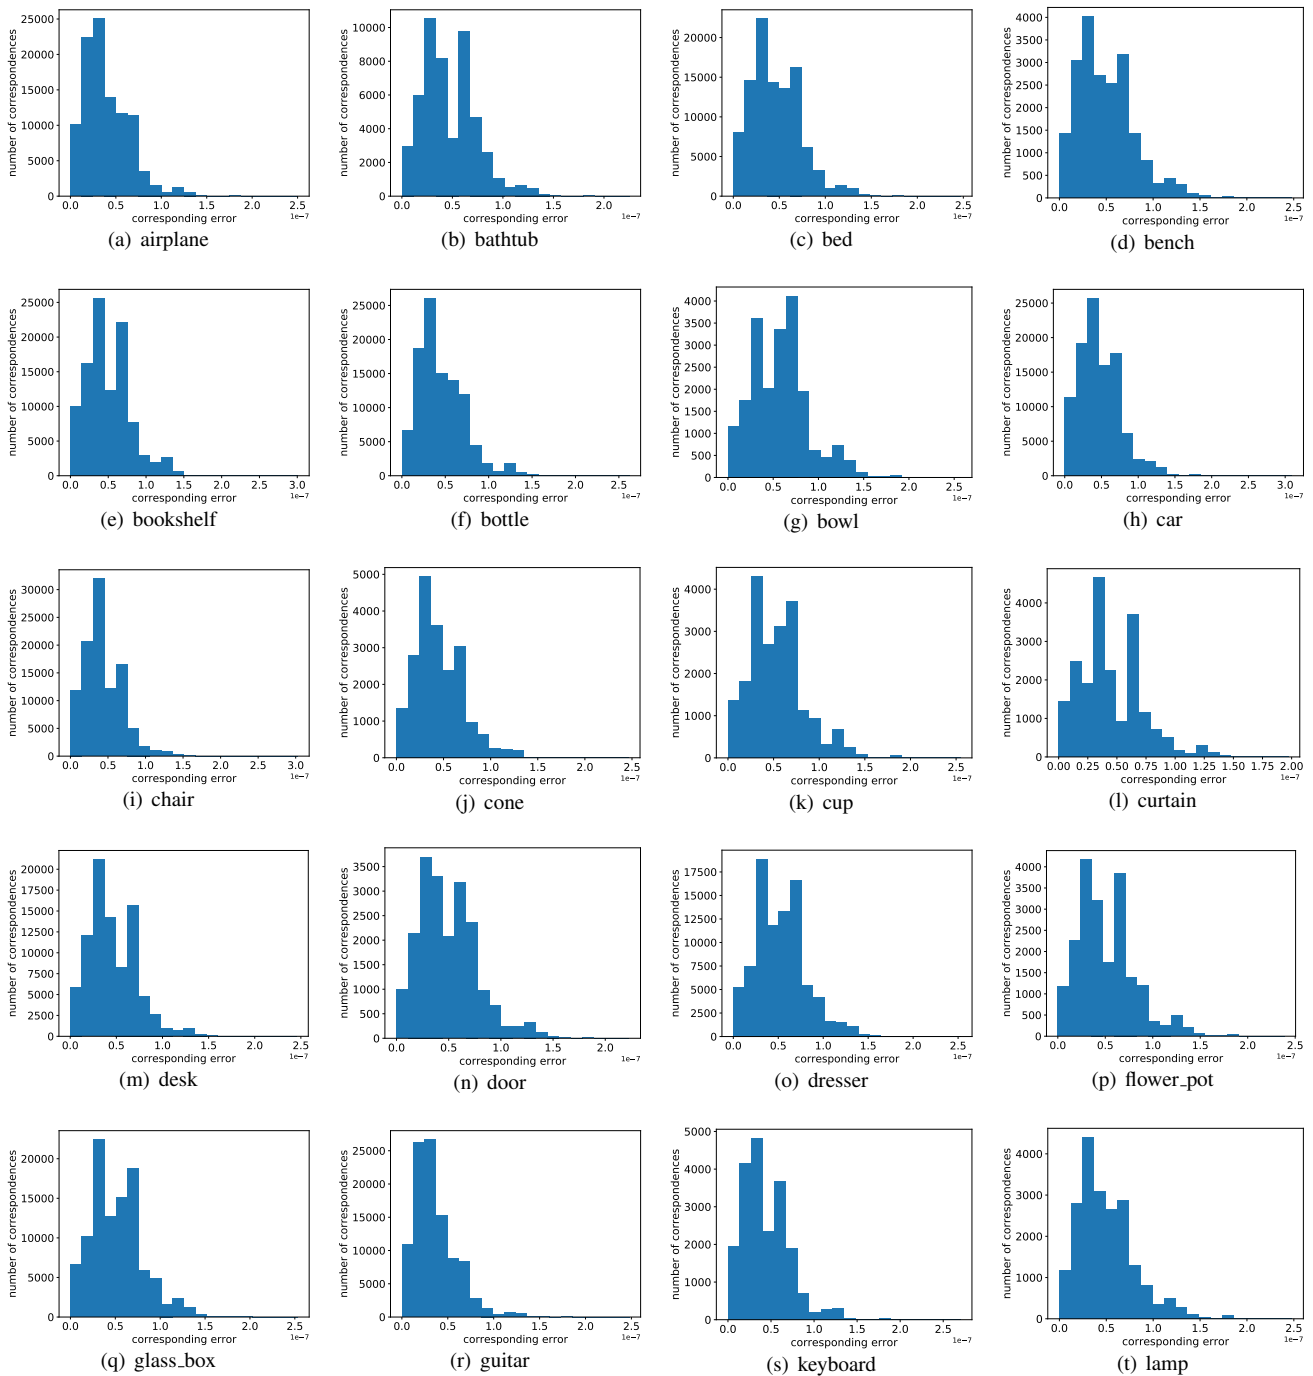 number of correspondences
25000
20000
15000
10000
5000
0
0.0 0.5 1.0 1.5 2.0 2.5
corresponding error 1e−7
(a) airplane
number of correspondences
10000
8000
6000
4000
2000
0
0.0 0.5 1.0 1.5 2.0
corresponding error 1e−7
(b) bathtub
number of correspondences
20000
15000
10000
5000
0
0.0 0.5 1.0 1.5 2.0 2.5
corresponding error 1e−7
(c) bed
number of correspondences
4000
3500
3000
2500
2000
1500
1000
500
0
0.0 0.5 1.0 1.5 2.0 2.5
corresponding error 1e−7
(d) bench
number of correspondences
25000
20000
15000
10000
5000
0
0.0 0.5 1.0 1.5 2.0 2.5 3.0
corresponding error 1e−7
(e) bookshelf
number of correspondences
25000
20000
15000
10000
5000
0
0.0 0.5 1.0 1.5 2.0 2.5
corresponding error 1e−7
(f) bottle
number of correspondences
4000
3500
3000
2500
2000
1500
1000
500
0
0.0 0.5 1.0 1.5 2.0 2.5
corresponding error 1e−7
(g) bowl
number of correspondences
25000
20000
15000
10000
5000
0
0.0 0.5 1.0 1.5 2.0 2.5 3.0
corresponding error 1e−7
(h) car
number of correspondences
30000
25000
20000
15000
10000
5000
0
0.0 0.5 1.0 1.5 2.0 2.5 3.0
corresponding error 1e−7
(i) chair
number of correspondences
5000
4000
3000
2000
1000
0
0.0 0.5 1.0 1.5 2.0 2.5
corresponding error 1e−7
(j) cone
number of correspondences
4000
3000
2000
1000
0
0.0 0.5 1.0 1.5 2.0 2.5
corresponding error 1e−7
(k) cup
number of correspondences
4000
3000
2000
1000
0
0.00 0.25 0.50 0.75 1.00 1.25 1.50 1.75 2.00
corresponding error 1e−7
(l) curtain
number of correspondences
20000
17500
15000
12500
10000
7500
5000
2500
0
0.0 0.5 1.0 1.5 2.0 2.5
corresponding error 1e−7
(m) desk
number of correspondences
3500
3000
2500
2000
1500
1000
500
0
0.0 0.5 1.0 1.5 2.0
corresponding error 1e−7
(n) door
number of correspondences
17500
15000
12500
10000
7500
5000
2500
0
0.0 0.5 1.0 1.5 2.0 2.5
corresponding error 1e−7
(o) dresser
number of correspondences
4000
3500
3000
2500
2000
1500
1000
500
0
0.0 0.5 1.0 1.5 2.0 2.5
corresponding error 1e−7
(p) flower_pot
number of correspondences
20000
15000
10000
5000
0
0.0 0.5 1.0 1.5 2.0 2.5
corresponding error 1e−7
(q) glass_box
number of correspondences
25000
20000
15000
10000
5000
0
0.0 0.5 1.0 1.5 2.0 2.5
corresponding error 1e−7
(r) guitar
number of correspondences
5000
4000
3000
2000
1000
0
0.0 0.5 1.0 1.5 2.0 2.5
corresponding error 1e−7
(s) keyboard
number of correspondences
4000
3000
2000
1000
0
0.0 0.5 1.0 1.5 2.0 2.5
corresponding error 1e−7
(t) lamp